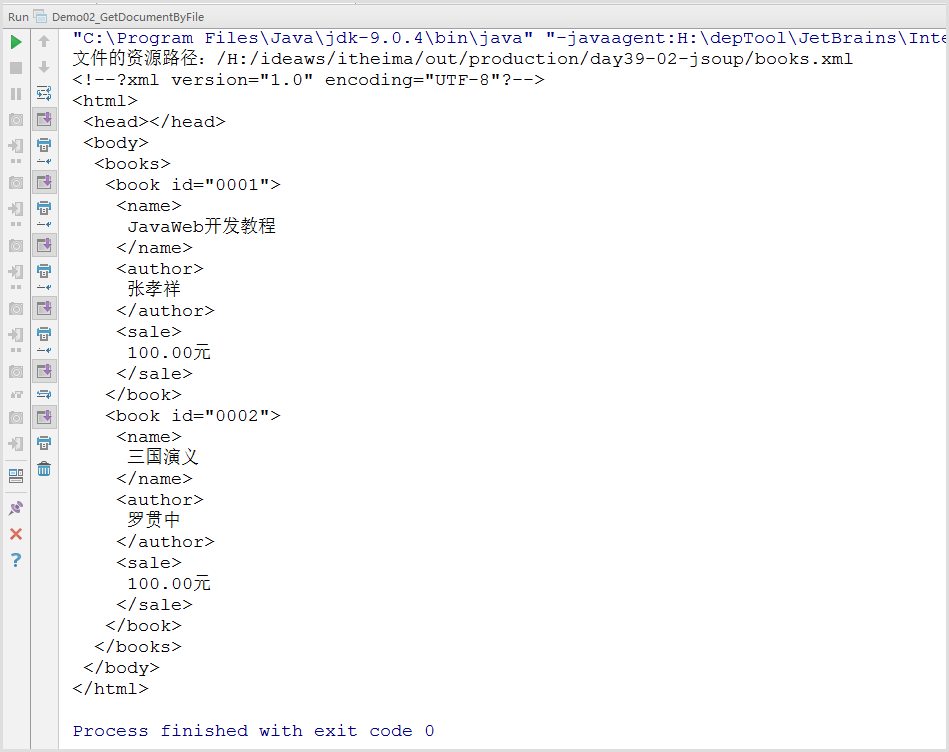 Run Demo02_GetDocumentByFile
"C:\Program Files\Java\jdk-9.0.4\bin\java" "-javaagent:H:\depTool\JetBrains\Inte
文件的资源路径：/H:/ideaws/itheima/out/production/day39-02-jsoup/books.xml
<!--?xml version="1.0" encoding="UTF-8"?-->
<html>
 <head></head>
 <body>
  <books>
   <book id="0001">
    <name>
     JavaWeb开发教程
    </name>
    <author>
     张孝祥
    </author>
    <sale>
     100.00元
    </sale>
   </book>
   <book id="0002">
    <name>
     三国演义
    </name>
    <author>
     罗贯中
    </author>
    <sale>
     100.00元
    </sale>
   </book>
  </books>
 </body>
</html>
Process finished with exit code 0